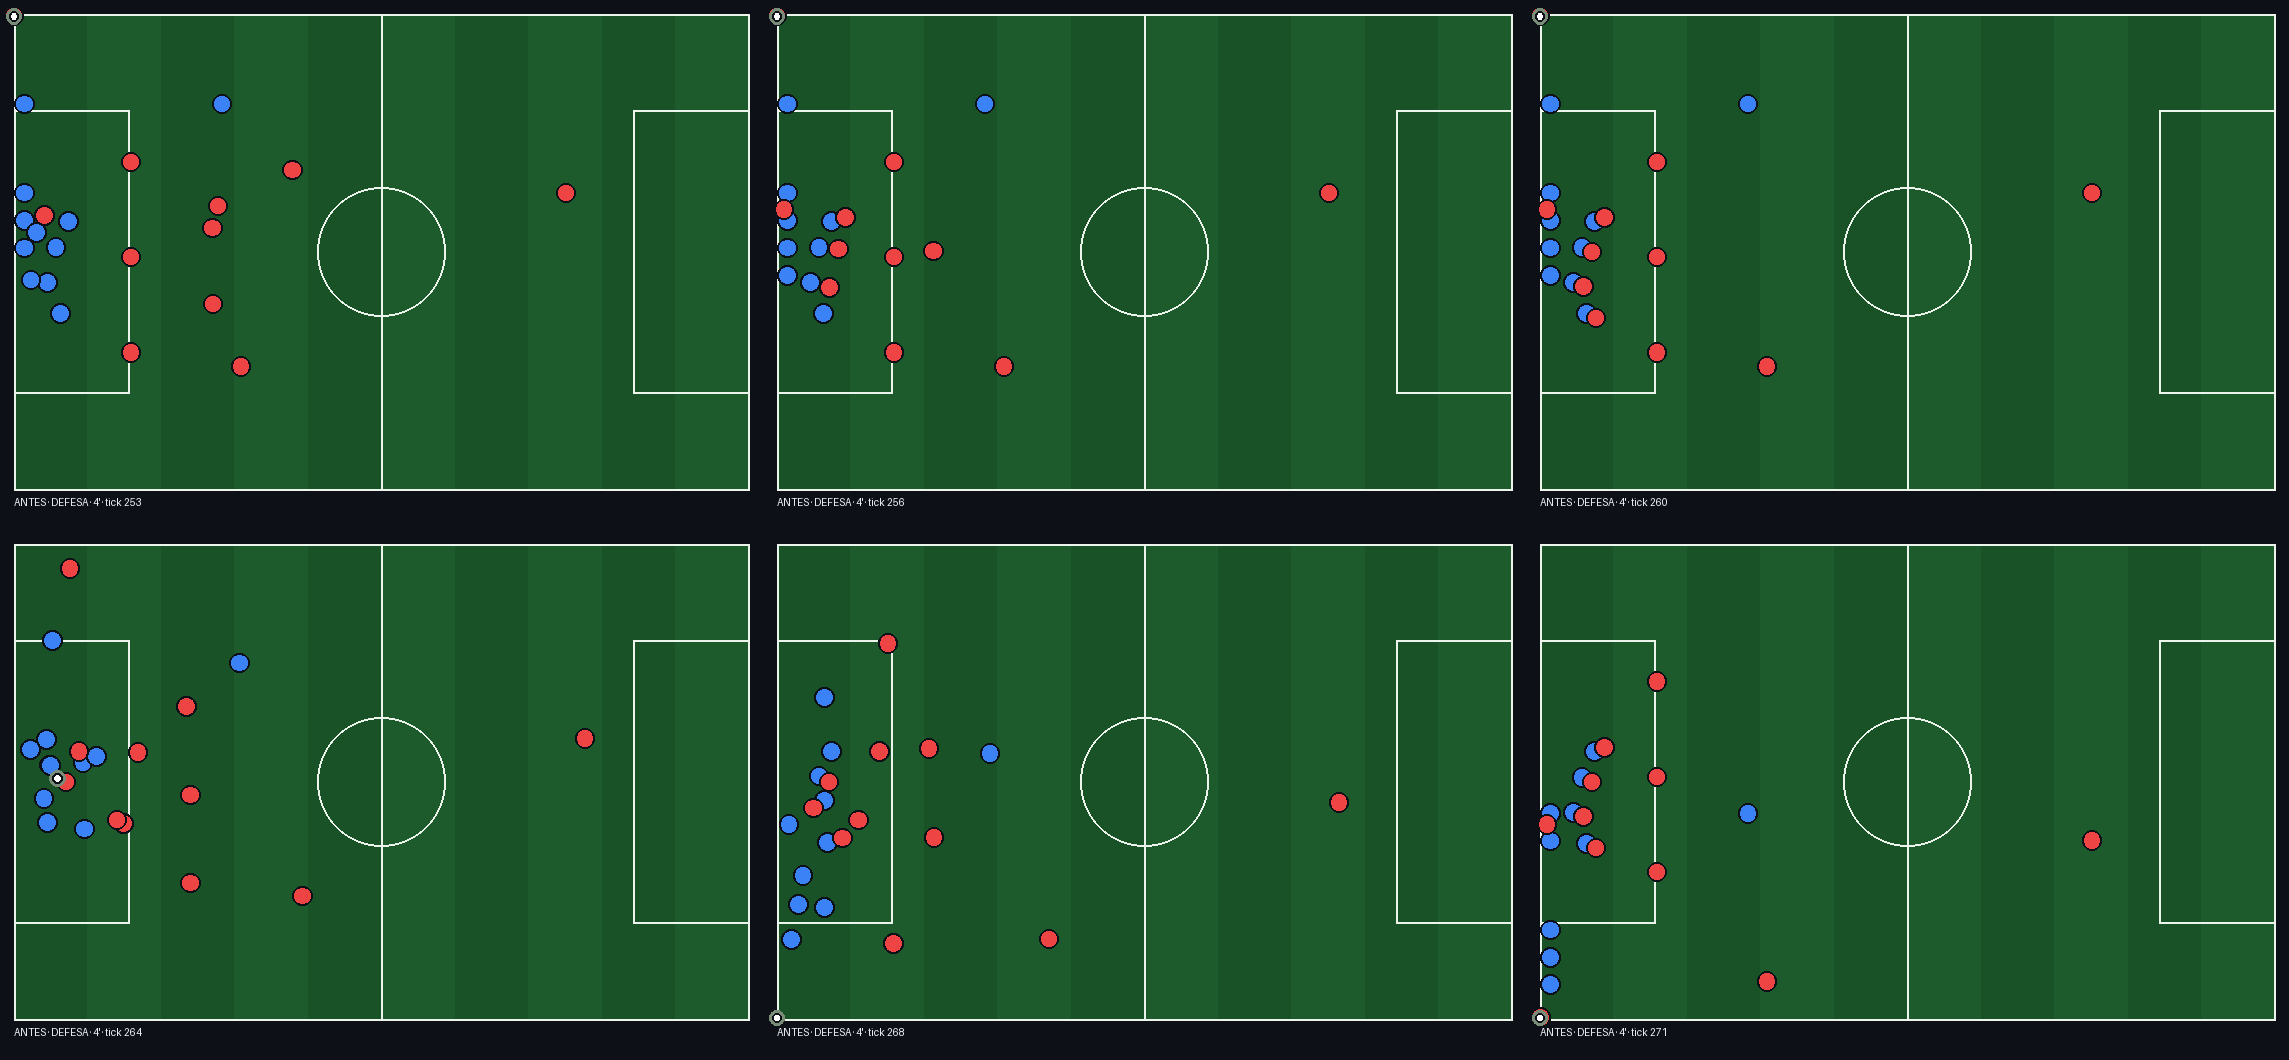 ANTES·DEFESA·4'·tick 253
ANTES·DEFESA·4'·tick 256
ANTES·DEFESA·4'·tick 260
ANTES·DEFESA·4'·tick 264
ANTES·DEFESA·4'·tick 268
ANTES·DEFESA·4'·tick 271